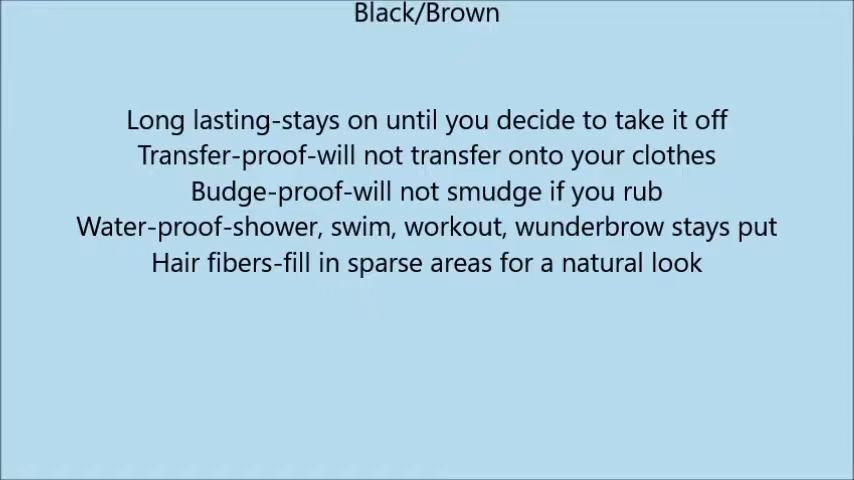 Black/Brown
Long lasting-stays on until you decide to take it off
Transfer-proof-will not transfer onto your clothes
Budge-proof-will not smudge if you rub
Water-proof-shower, swim, workout, wunderbrow stays put
Hair fibers-fill in sparse areas for a natural look